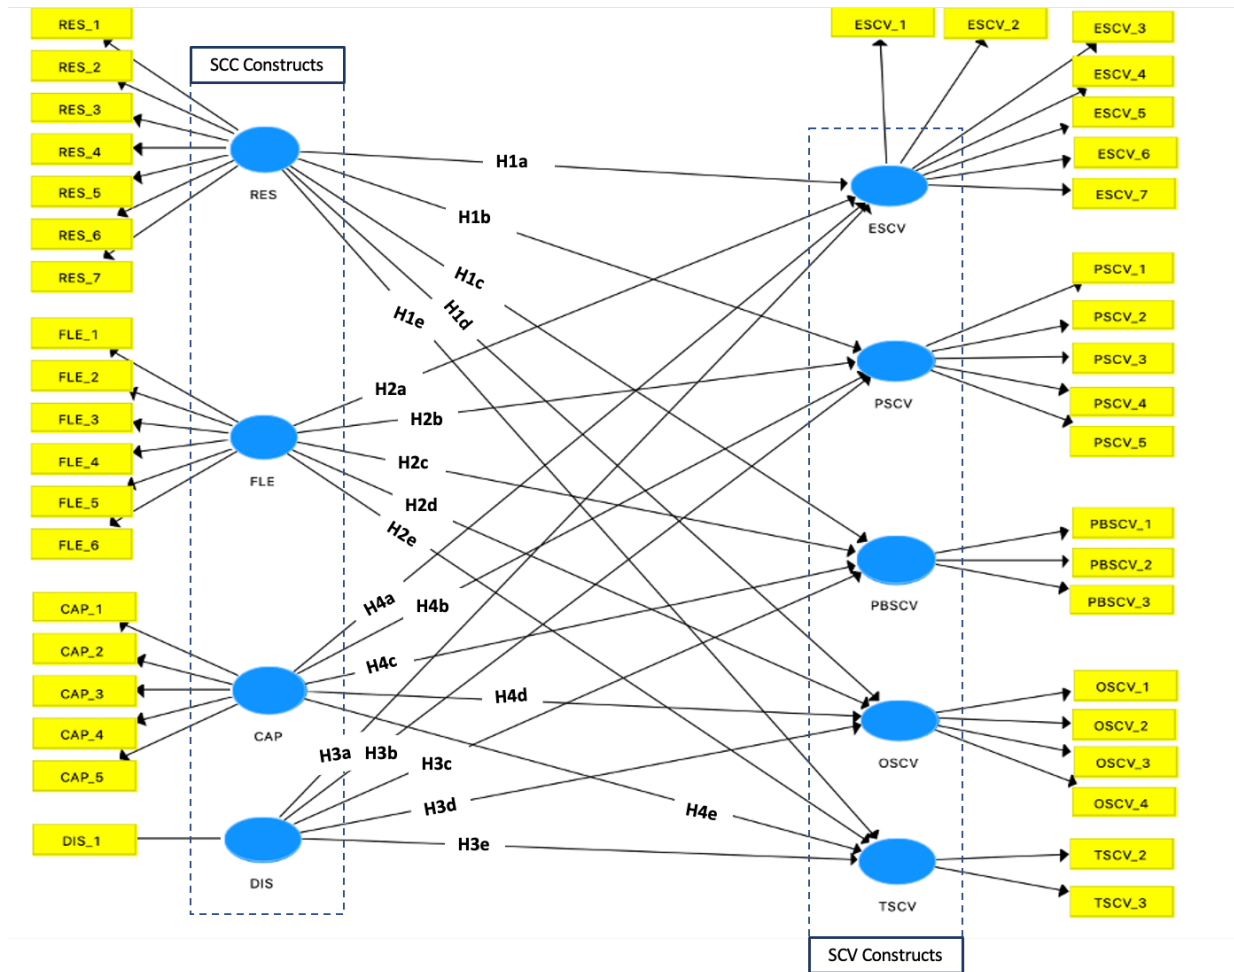 RES_1
RES_2
RES_3
RES_4
RES_5
RES_6
RES_7
FLE_1
FLE_2
FLE_3
FLE_4
FLE_5
FLE_6
CAP_1
CAP_2
CAP_3
CAP_4
CAP_5
DIS_1
SCC Constructs
RES
FLE
CAP
DIS
H1a
H1b
H1c
H1d
H1e
H2a
H2b
H2c
H2d
H2e
H4a
H4b
H4c
H4d
H4e
H3a
H3b
H3c
H3d
H3e
ESCV
PSCV
PBSCV
OSCV
TSCV
SCV Constructs
ESCV_1
ESCV_2
ESCV_3
ESCV_4
ESCV_5
ESCV_6
ESCV_7
PSCV_1
PSCV_2
PSCV_3
PSCV_4
PSCV_5
PBSCV_1
PBSCV_2
PBSCV_3
OSCV_1
OSCV_2
OSCV_3
OSCV_4
TSCV_2
TSCV_3